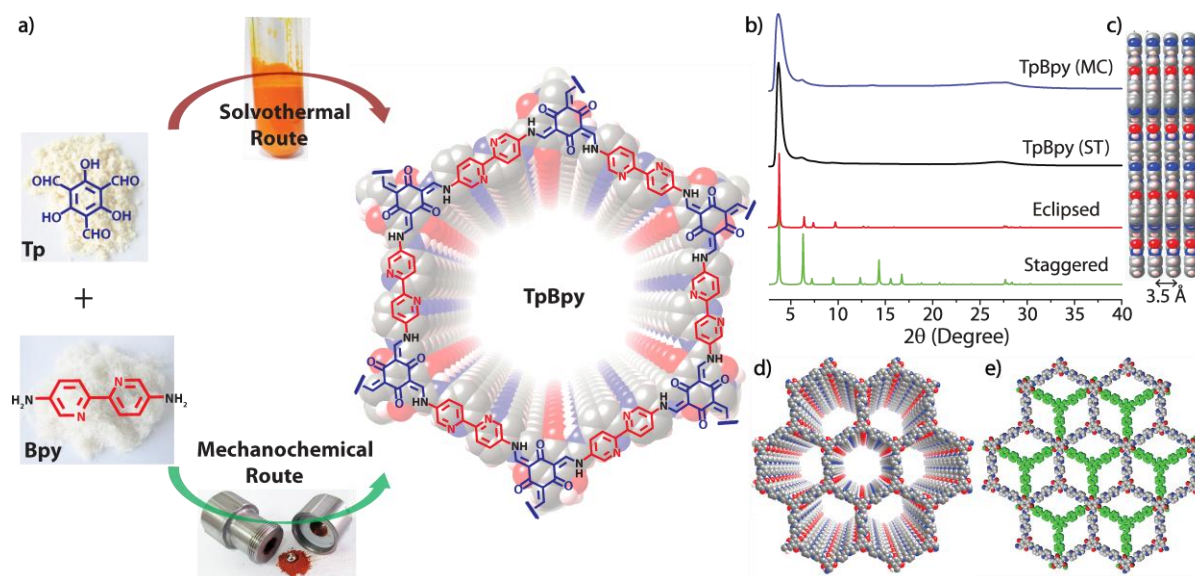 a)
Solvothermal
Route
OH
CHO
CHO
HO
OH
CHO
Tp
+
H₂N
N
N
NH₂
Bpy
Mechanochemical
Route
TpBpy
b)
TpBpy (MC)
TpBpy (ST)
Eclipsed
Staggered
5
10
15
20
25
30
35
40
2θ (Degree)
c)
3.5 Å
d)
e)